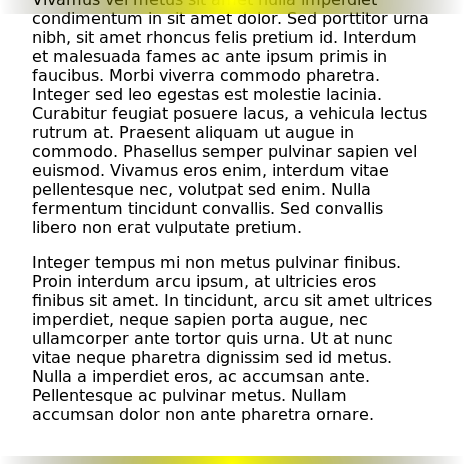 Vivamus vel metus sit amet nulla imperdiet
condimentum in sit amet dolor. Sed porttitor urna
nibh, sit amet rhoncus felis pretium id. Interdum
et malesuada fames ac ante ipsum primis in
faucibus. Morbi viverra commodo pharetra.
Integer sed leo egestas est molestie lacinia.
Curabitur feugiat posuere lacus, a vehicula lectus
rutrum at. Praesent aliquam ut augue in
commodo. Phasellus semper pulvinar sapien vel
euismod. Vivamus eros enim, interdum vitae
pellentesque nec, volutpat sed enim. Nulla
fermentum tincidunt convallis. Sed convallis
libero non erat vulputate pretium.
Integer tempus mi non metus pulvinar finibus.
Proin interdum arcu ipsum, at ultricies eros
finibus sit amet. In tincidunt, arcu sit amet ultrices
imperdiet, neque sapien porta augue, nec
ullamcorper ante tortor quis urna. Ut at nunc
vitae neque pharetra dignissim sed id metus.
Nulla a imperdiet eros, ac accumsan ante.
Pellentesque ac pulvinar metus. Nullam
accumsan dolor non ante pharetra ornare.